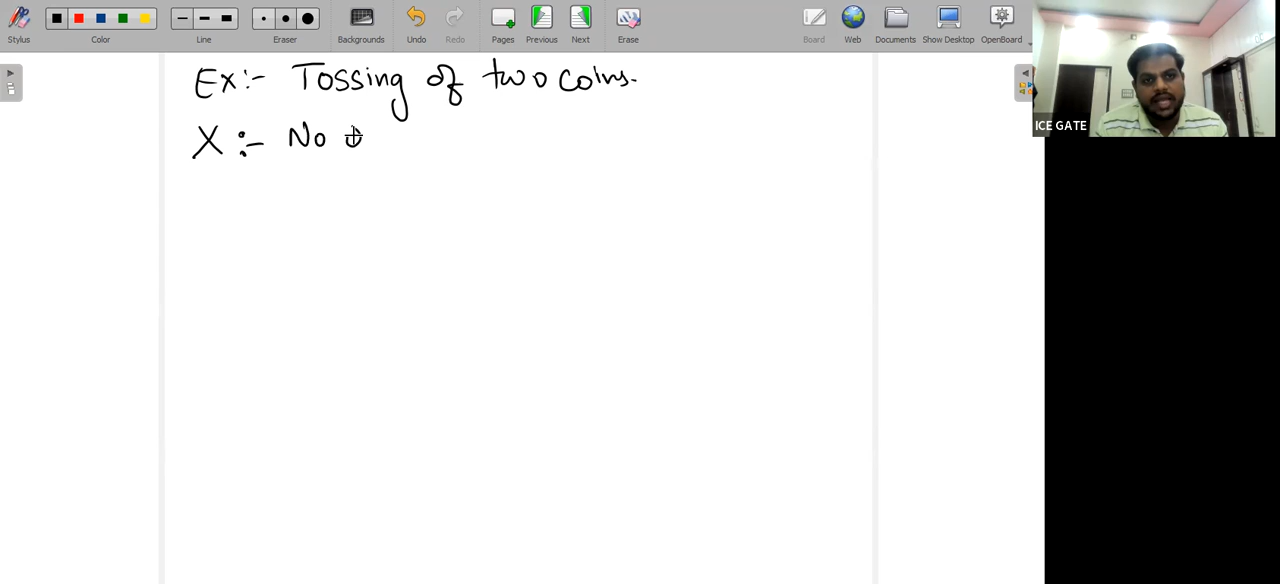 Stylus Color Line Eraser Backgrounds Undo Redo Pages Previous Next Erase Board Web Documents Show Desktop OpenBoard
Ex:- Tossing of two coins.
ICE GATE
X:- No